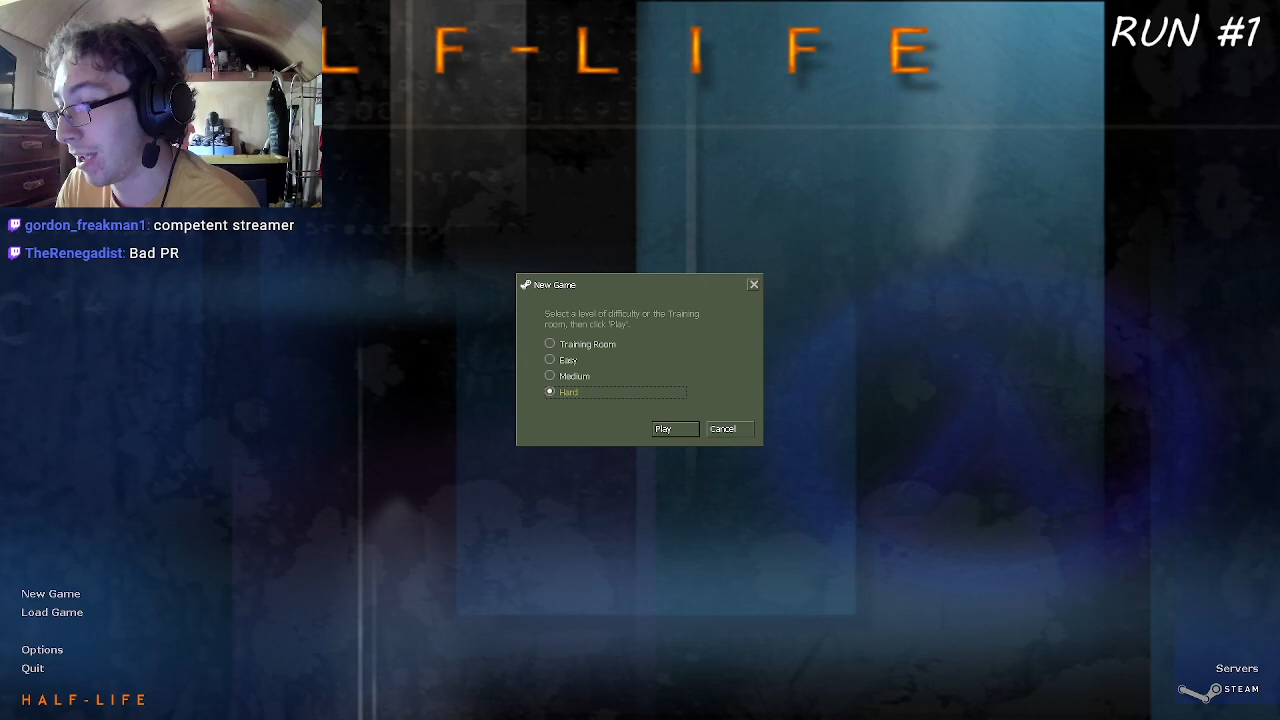 LF-LIFE
RUN #1
gordon_freakman1: competent streamer
TheRenegadist: Bad PR
New Game
Select a level of difficulty or the Training
room, then click 'Play'.
Training Room
Easy
Medium
Hard
Play
Cancel
New Game
Load Game
Options
Quit
HALF-LIFE
Servers
STEAM